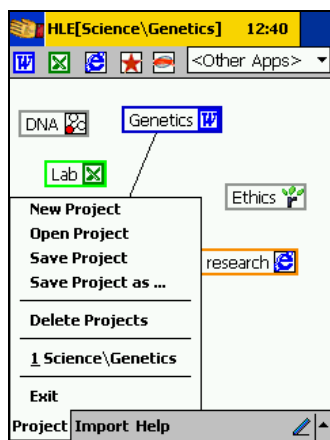 HLE[Science\Genetics] 12:40
<Other Apps>
DNA
Genetics
Lab
Ethics
research
New Project
Open Project
Save Project
Save Project as ...
Delete Projects
1 Science\Genetics
Exit
Project Import Help